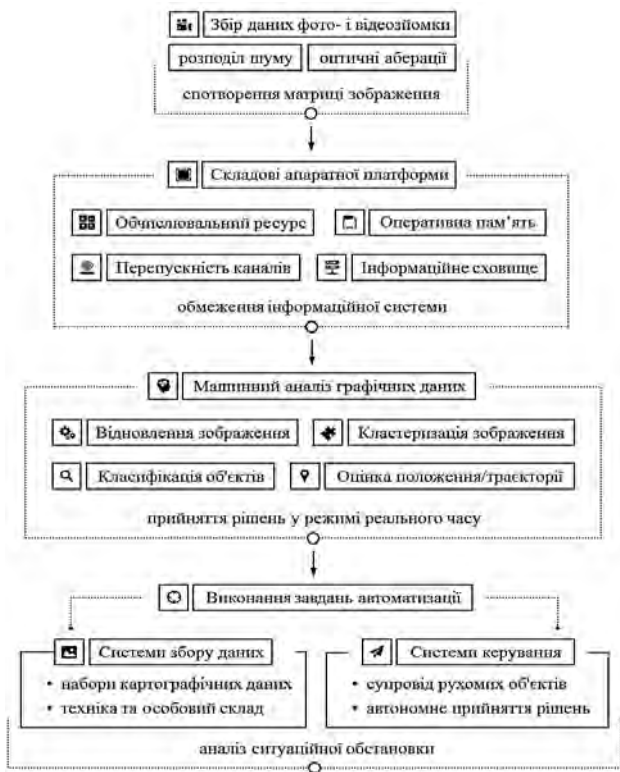 Збір даних фото- і відеозйомки
розподіл шуму оптичні аберації
спотворення матриці зображення
Складові апаратної платформи
Обчислювальний ресурс Оперативна пам’ять
Перепускність каналів Інформаційне сховище
обмеження інформаційної системи
Машинний аналіз графічних даних
Відновлення зображення Кластеризація зображення
Класифікація об'єктів Оцінка положення/траєкторії
прийняття рішень у режимі реального часу
Виконання завдань автоматизації
Системи збору даних Системи керування
• набори картографічних даних • супровід рухомих об'єктів
• техніка та особовий склад • автономне прийняття рішень
аналіз ситуаційної обстановки